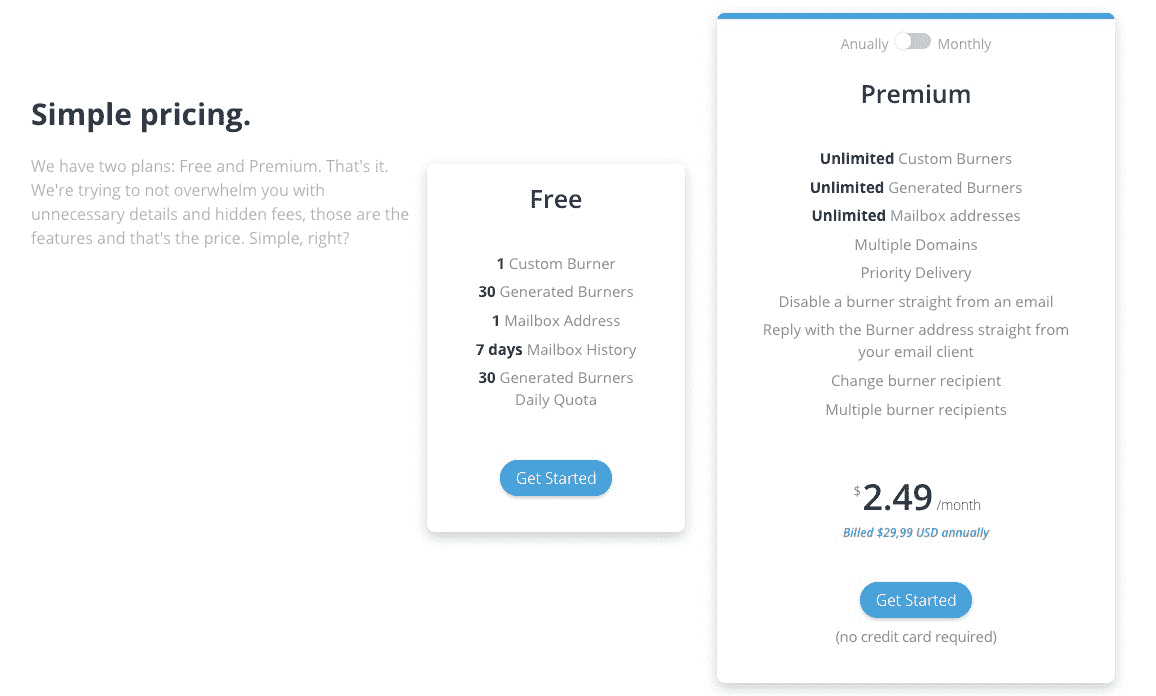 Simple pricing.
We have two plans: Free and Premium. That's it.
We're trying to not overwhelm you with
unnecessary details and hidden fees, those are the
features and that's the price. Simple, right?
Free
1 Custom Burner
30 Generated Burners
1 Mailbox Address
7 days Mailbox History
30 Generated Burners
Daily Quota
Get Started
Anually Monthly
Premium
Unlimited Custom Burners
Unlimited Generated Burners
Unlimited Mailbox addresses
Multiple Domains
Priority Delivery
Disable a burner straight from an email
Reply with the Burner address straight from
your email client
Change burner recipient
Multiple burner recipients
$2.49 /month
Billed $29,99 USD annually
Get Started
(no credit card required)